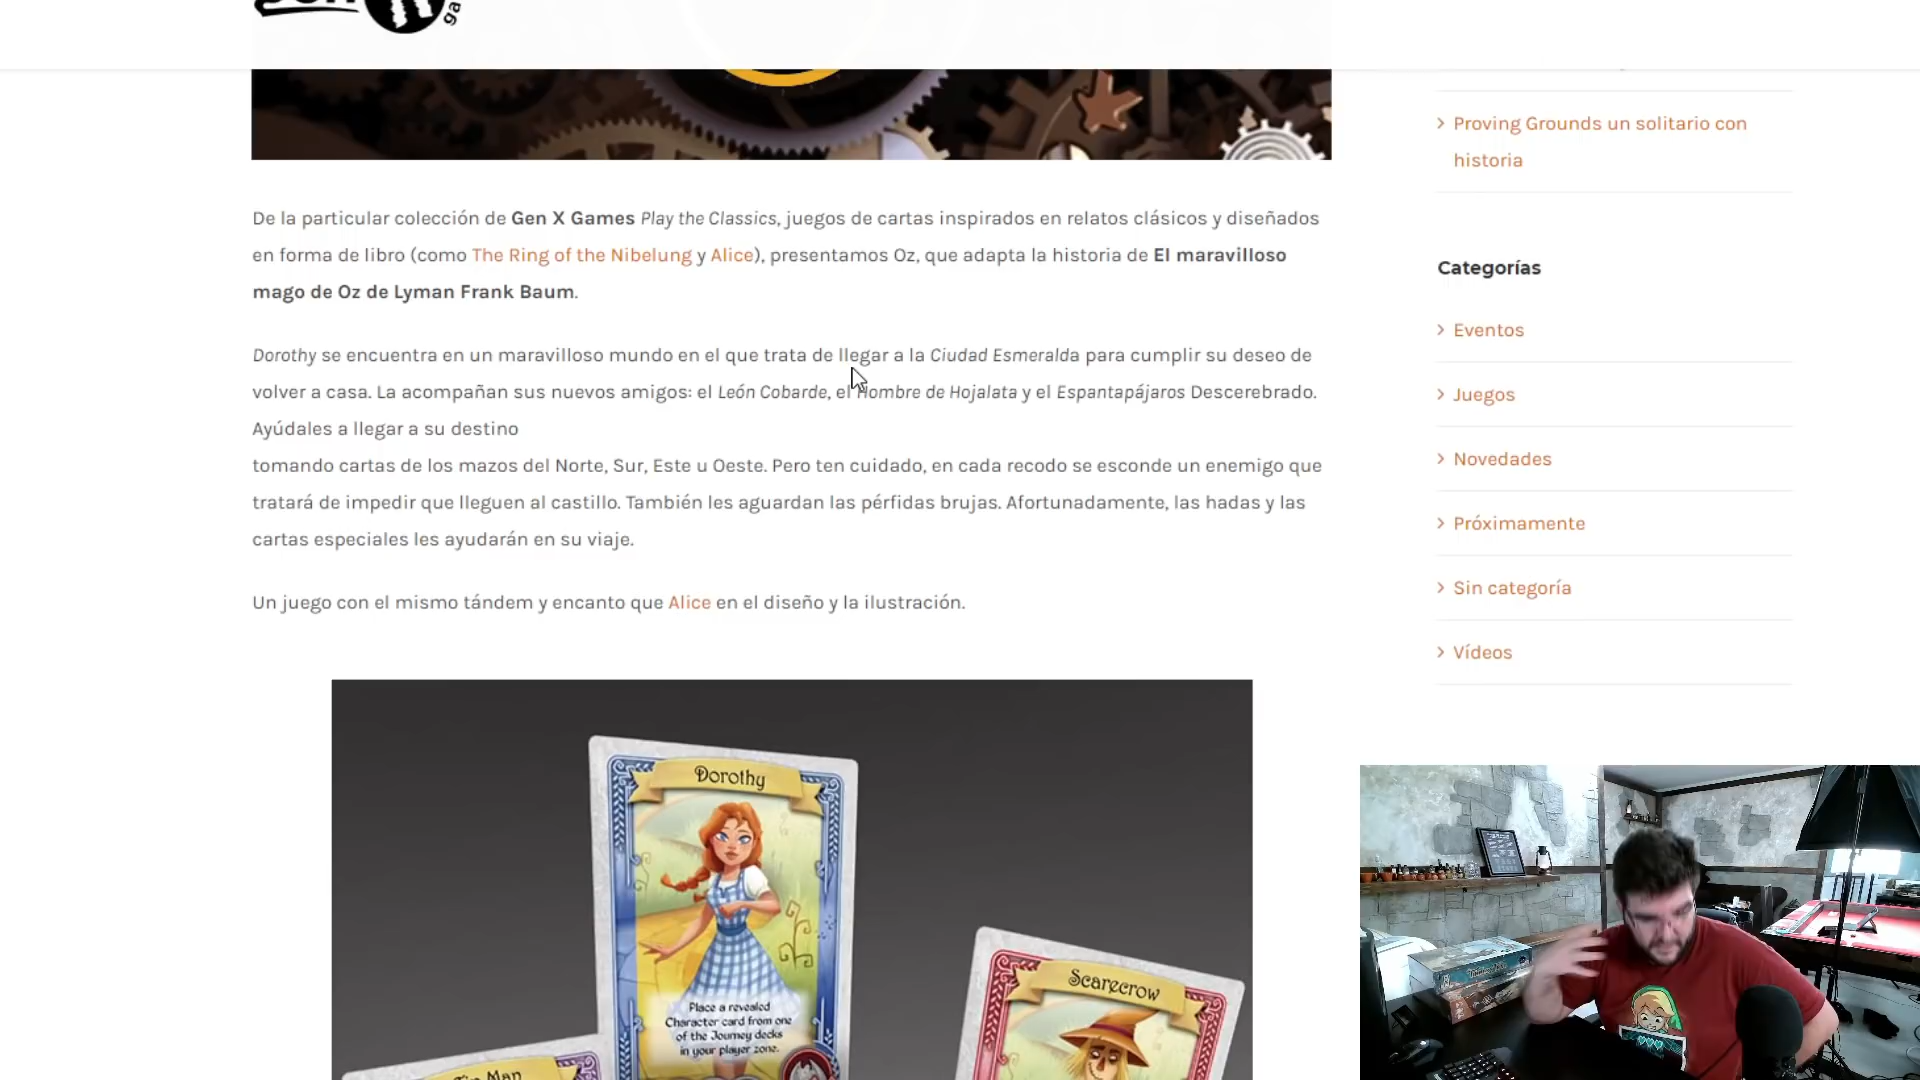 Proving Grounds un solitario con
historia
De la particular colección de Gen X Games Play the Classics, juegos de cartas inspirados en relatos clásicos y diseñados
en forma de libro (como The Ring of the Nibelung y Alice), presentamos Oz, que adapta la historia de El maravilloso
mago de Oz de Lyman Frank Baum.
Dorothy se encuentra en un maravilloso mundo en el que trata de llegar a la Ciudad Esmeralda para cumplir su deseo de
volver a casa. La acompañan sus nuevos amigos: el León Cobarde, el Hombre de Hojalata y el Espantapájaros Descerebrado.
Ayúdales a llegar a su destino
tomando cartas de los mazos del Norte, Sur, Este u Oeste. Pero ten cuidado, en cada recodo se esconde un enemigo que
tratará de impedir que lleguen al castillo. También les aguardan las pérfidas brujas. Afortunadamente, las hadas y las
cartas especiales les ayudarán en su viaje.
Un juego con el mismo tándem y encanto que Alice en el diseño y la ilustración.
Categorías
Eventos
Juegos
Novedades
Próximamente
Sin categoría
Vídeos
Dorothy
Place a revealed
Character card from one
of the Journey decks
in your player zone.
Scarecrow
Tin Man